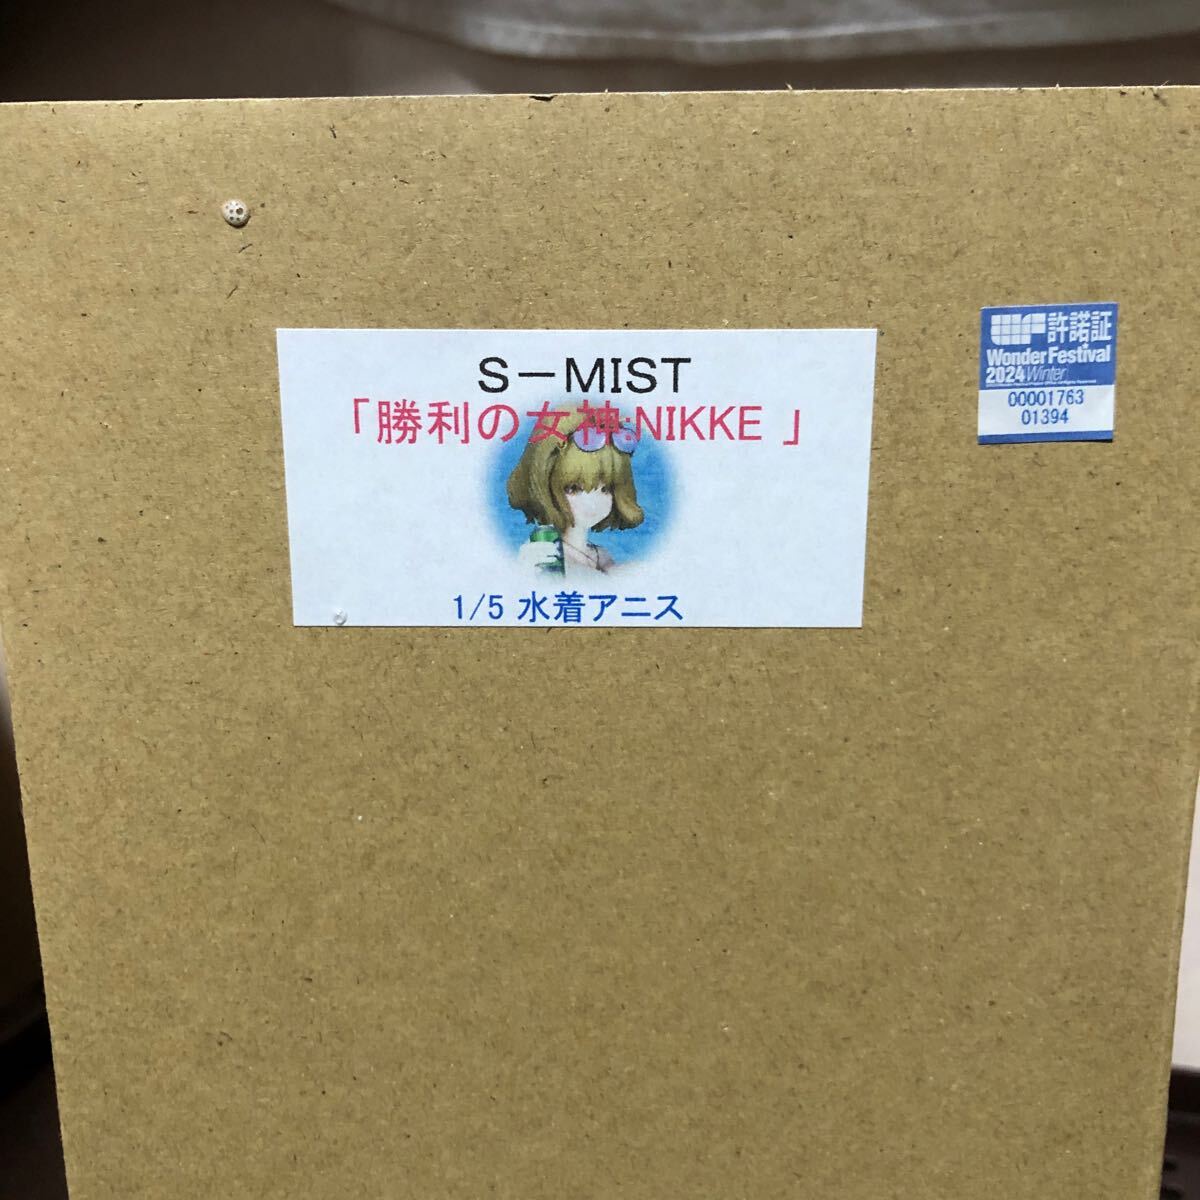 S－MIST
「勝利の女神:NIKKE 」
1/5 水着アニス
許諾証
Wonder Festival
2024 Winter
00001763
01394